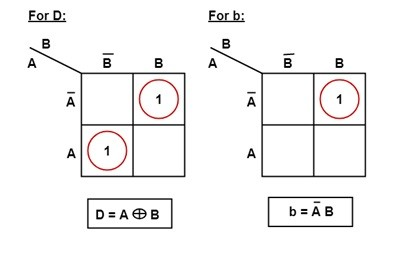 For D: For b:
B B
A B̅ B A B̅ B
A̅ 1 A̅ 1
A 1 A
D = A ⊕ B b = A̅ B